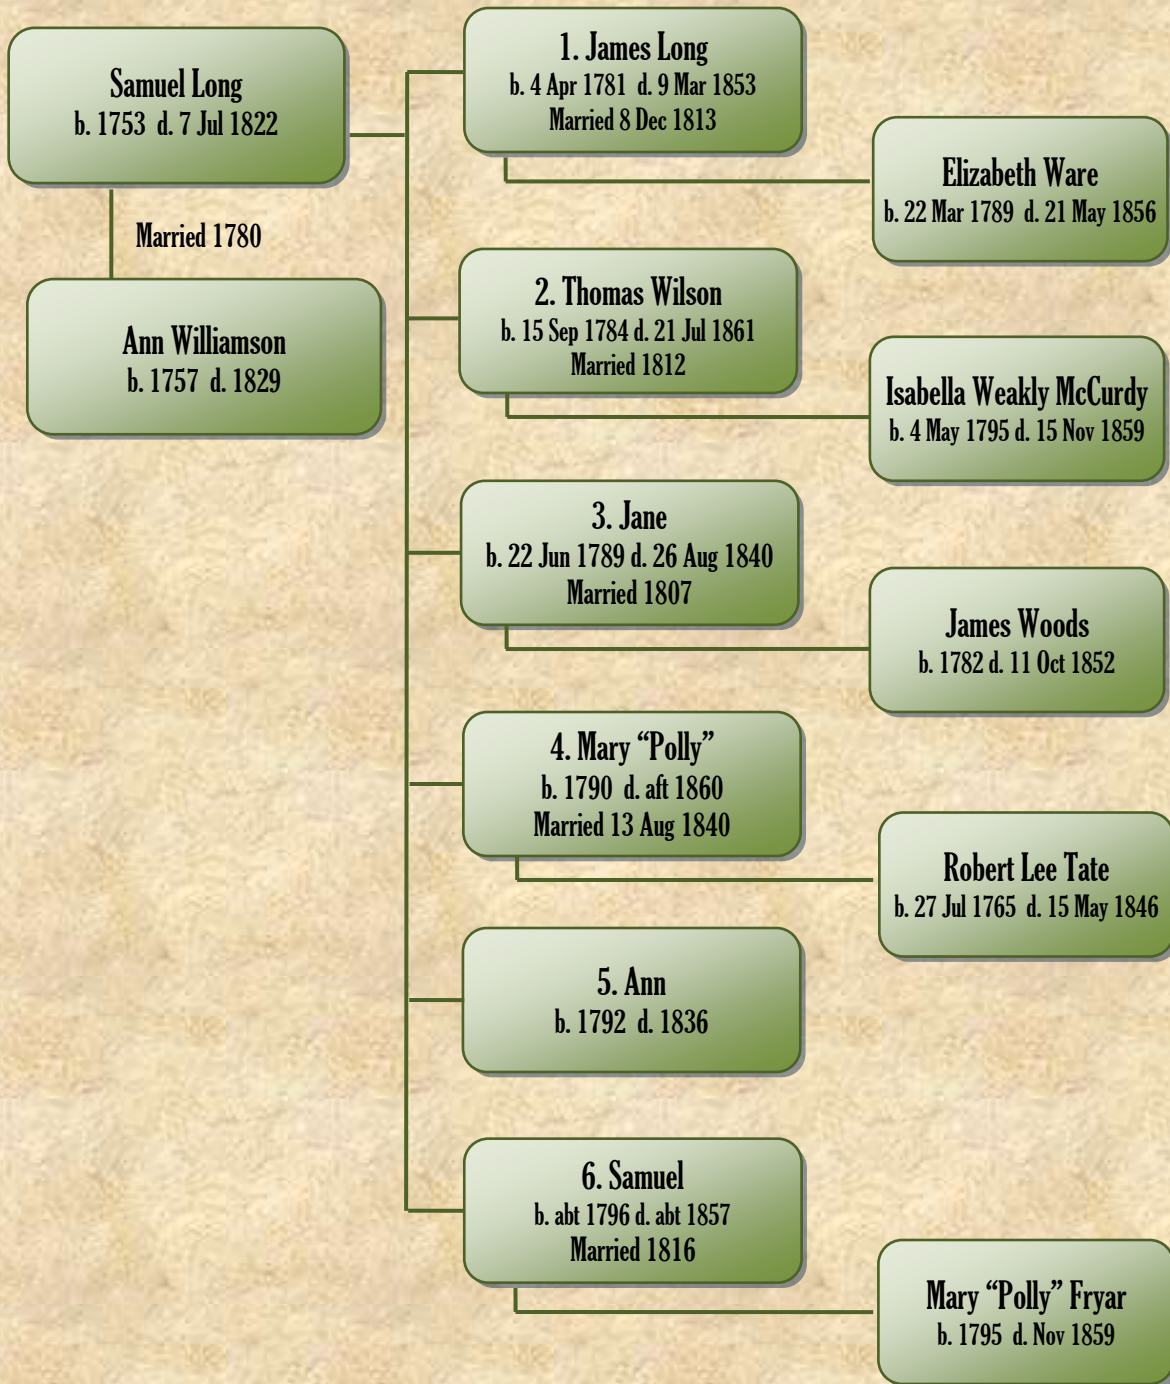 Samuel Long
b. 1753 d. 7 Jul 1822
Married 1780
Ann Williamson
b. 1757 d. 1829
1. James Long
b. 4 Apr 1781 d. 9 Mar 1853
Married 8 Dec 1813
Elizabeth Ware
b. 22 Mar 1789 d. 21 May 1856
2. Thomas Wilson
b. 15 Sep 1784 d. 21 Jul 1861
Married 1812
Isabella Weakly McCurdy
b. 4 May 1795 d. 15 Nov 1859
3. Jane
b. 22 Jun 1789 d. 26 Aug 1840
Married 1807
James Woods
b. 1782 d. 11 Oct 1852
4. Mary “Polly”
b. 1790 d. aft 1860
Married 13 Aug 1840
Robert Lee Tate
b. 27 Jul 1765 d. 15 May 1846
5. Ann
b. 1792 d. 1836
6. Samuel
b. abt 1796 d. abt 1857
Married 1816
Mary “Polly” Fryar
b. 1795 d. Nov 1859